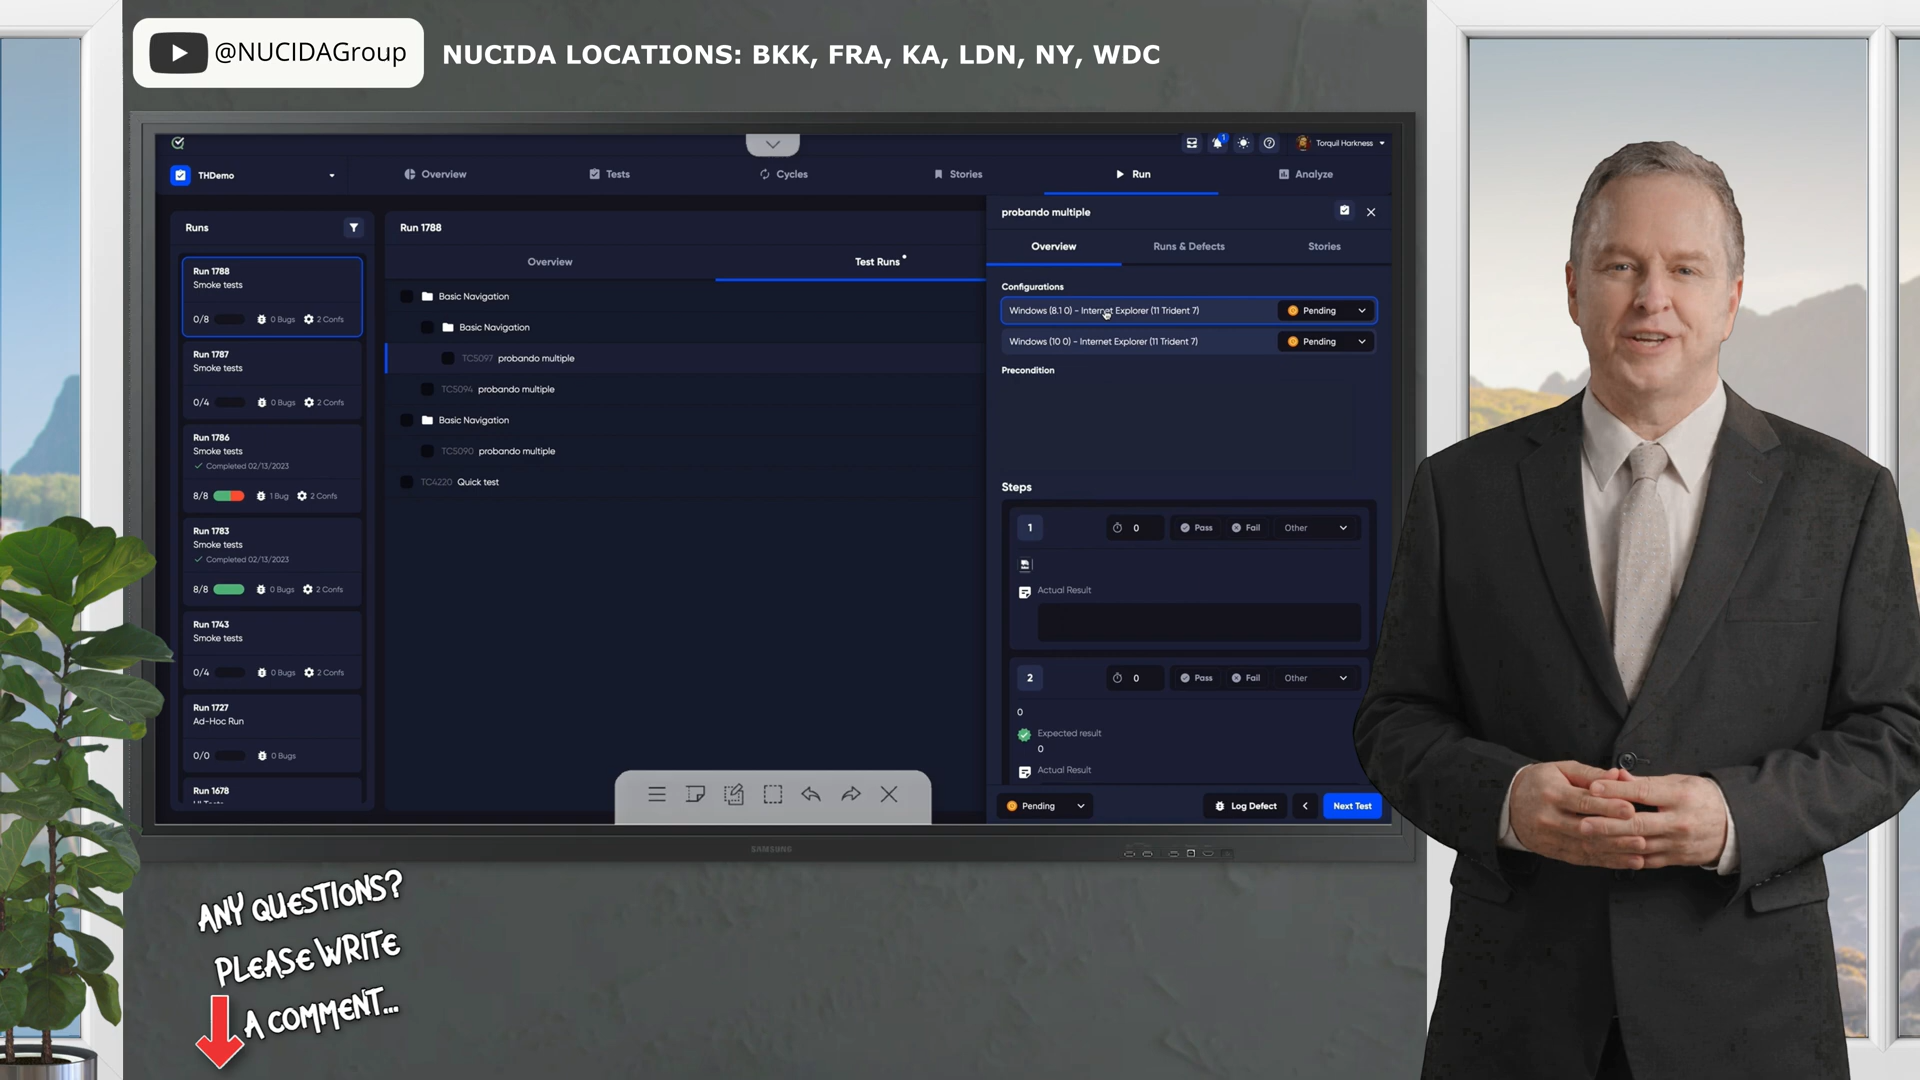 @NUCIDAGroup
NUCIDA LOCATIONS: BKK, FRA, KA, LDN, NY, WDC
1
Torquil Harkness
THDemo
Overview
Tests
Cycles
Stories
Run
Analyze
Runs
Run 1788
Smoke tests
0/8
0 Bugs
2 Confs
Run 1787
Smoke tests
0/4
0 Bugs
2 Confs
Run 1786
Smoke tests
Completed 02/13/2023
8/8
1 Bug
2 Confs
Run 1783
Smoke tests
Completed 02/13/2023
8/8
0 Bugs
2 Confs
Run 1743
Smoke tests
0/4
0 Bugs
2 Confs
Run 1727
Ad-Hoc Run
0/0
0 Bugs
Run 1678
Run 1788
Overview
Test Runs
Basic Navigation
Basic Navigation
TC5097 probando multiple
TC5094 probando multiple
Basic Navigation
TC5090 probando multiple
TC4220 Quick test
probando multiple
Overview
Runs & Defects
Stories
Configurations
Windows (8.1 0) - Internet Explorer (11 Trident 7)
Pending
Windows (10 0) - Internet Explorer (11 Trident 7)
Pending
Precondition
Steps
1
0
Pass
Fail
Other
Actual Result
2
0
Pass
Fail
Other
0
Expected result
0
Actual Result
Pending
Log Defect
Next Test
SAMSUNG
ANY QUESTIONS?
PLEASE WRITE
A COMMENT...